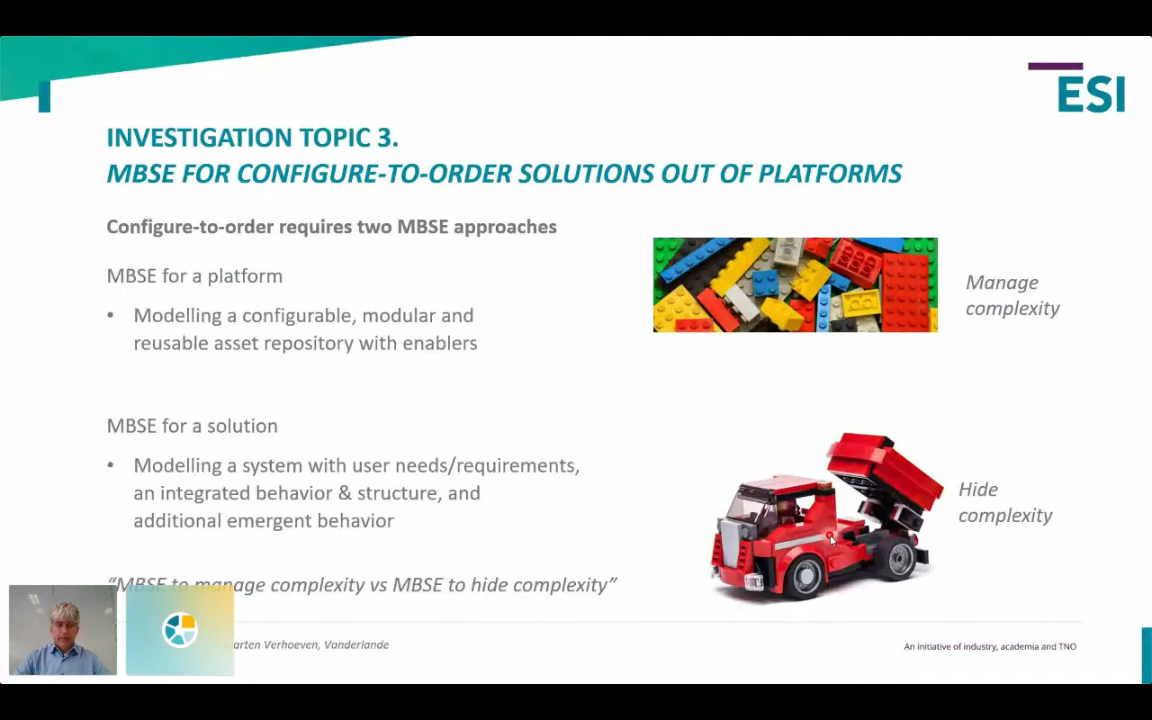 ESI
INVESTIGATION TOPIC 3.
MBSE FOR CONFIGURE-TO-ORDER SOLUTIONS OUT OF PLATFORMS
Configure-to-order requires two MBSE approaches
MBSE for a platform
• Modelling a configurable, modular and
reusable asset repository with enablers
Manage
complexity
MBSE for a solution
• Modelling a system with user needs/requirements,
an integrated behavior & structure, and
additional emergent behavior
Hide
complexity
“MBSE to manage complexity vs MBSE to hide complexity”
Verhoeven, Vanderlande
An initiative of industry, academia and TNO